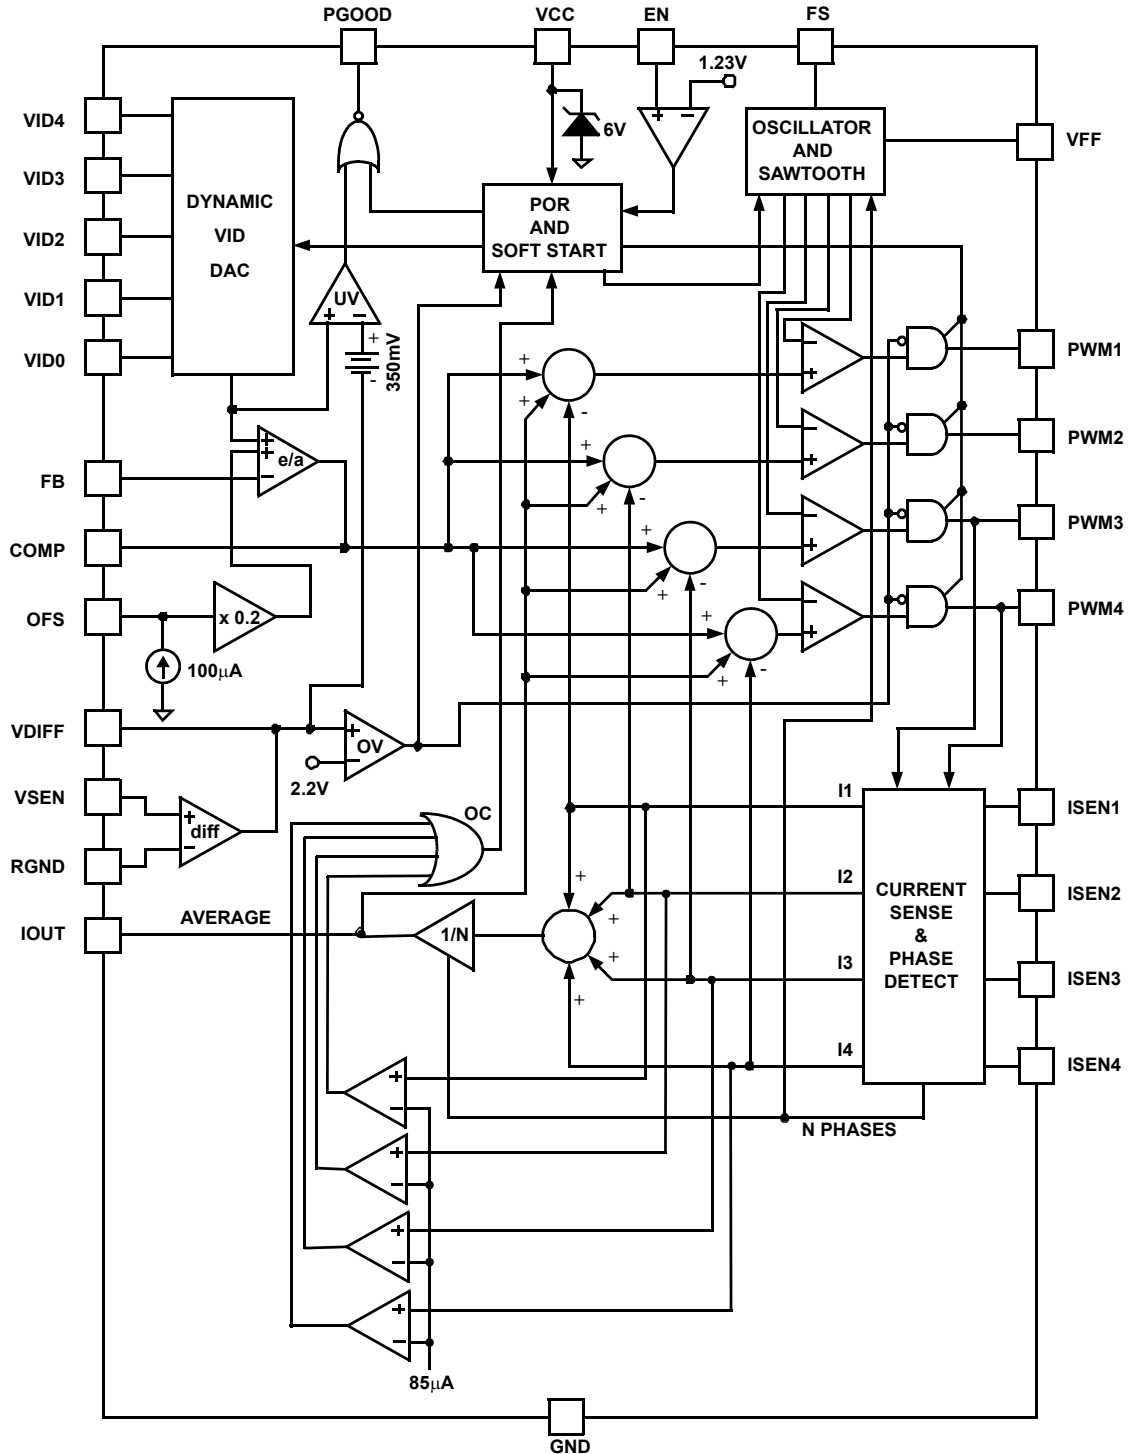 PGOOD
VCC
EN
FS
1.23V
VID4
VID3
VID2
VID1
VID0
DYNAMIC
VID
DAC
6V
+ −
OSCILLATOR
AND
SAWTOOTH
VFF
POR
AND
SOFT START
UV
+ −
+
350mV
-
+
+
-
−
+
PWM1
+
+
-
−
+
PWM2
+
+
−
e/a
FB
COMP
+
+
-
−
+
PWM3
OFS
x 0.2
100µA
+
+
-
−
+
PWM4
VDIFF
+
OV
−
2.2V
VSEN
+
diff
−
RGND
OC
I1
I2
I3
I4
CURRENT
SENSE
&
PHASE
DETECT
ISEN1
ISEN2
ISEN3
ISEN4
IOUT
AVERAGE
1/N
+
+
+
+
N PHASES
+
−
+
−
+
−
+
−
85µA
GND